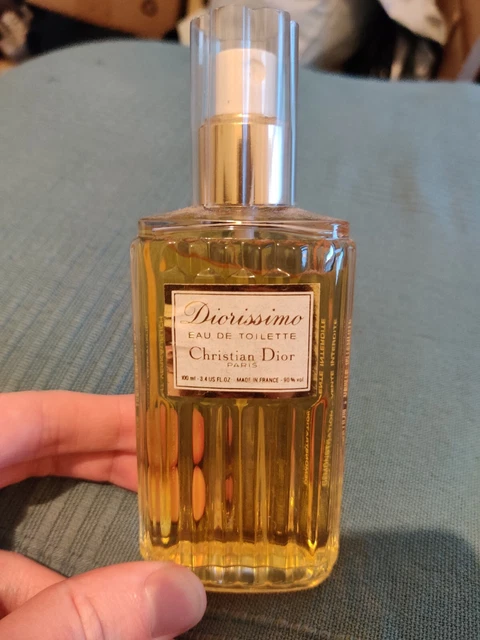 Diorissimo
EAU DE TOILETTE
Christian Dior
PARIS
100 ml - 3.4 US FL.OZ - MADE IN FRANCE - 80 % vol